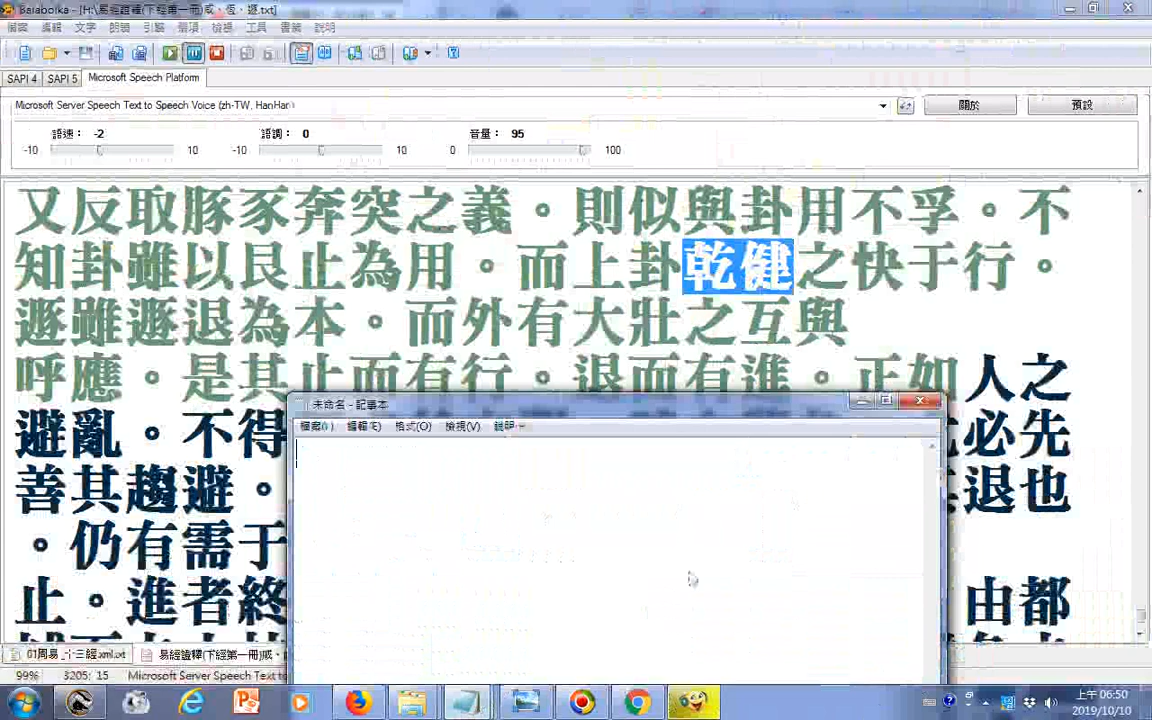 Balabolka - [H:\易經證釋(下經第一冊)咸、恆、遯.txt]
檔案 編輯 文字 朗讀 引擎 選項 檢視 工具 書籤 說明
SAPI 4 SAPI 5 Microsoft Speech Platform
Microsoft Server Speech Text to Speech Voice (zh-TW, HanHan)
關於 預設
語速： -2 語調： 0 音量： 95
-10 10 -10 10 0 100
又反取豚豕奔突之義。則似與卦用不孚。不
知卦雖以艮止為用。而上卦乾健之快于行。
遯雖遯退為本。而外有大壯之互與
呼應。是其止而有行。退而有進。正如人之
避亂。不得
必先
善其趨避。
退也
。仍有需于
止。進者終
由都
未命名 - 記事本
檔案(F) 編輯(E) 格式(O) 檢視(V) 說明
01周易_十三經.xml.txt 易經證釋(下經第一冊)咸、
99% 3205: 15 Microsoft Server Speech Text to
上午 06:50
2019/10/10